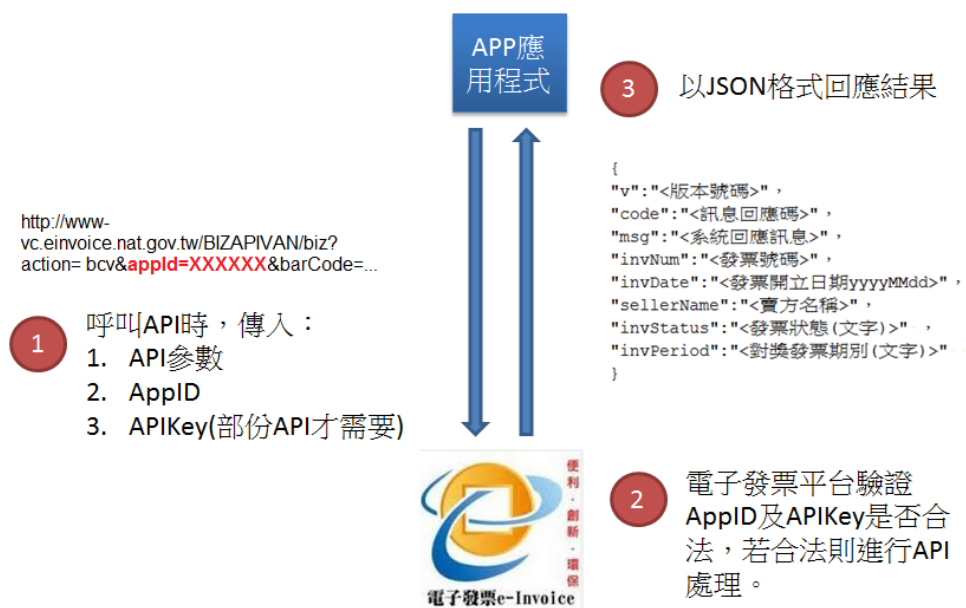 APP應
用程式
3
以JSON格式回應結果
{
"v":"<版本號碼>"，
"code":"<訊息回應碼>"，
"msg":"<系統回應訊息>"，
"invNum":"<發票號碼>"，
"invDate":"<發票開立日期yyyyMMdd>"，
"sellerName":"<賣方名稱>"，
"invStatus":"<發票狀態(文字)>"，
"invPeriod":"<對獎發票期別(文字)>"
}
http://www-
vc.einvoice.nat.gov.tw/BIZAPIVAN/biz?
action= bcv&appId=XXXXXX&barCode=...
1
呼叫API時，傳入：
1. API參數
2. AppID
3. APIKey(部份API才需要)
便利．創新．環保
電子發票e-Invoice
2
電子發票平台驗證
AppID及APIKey是否合
法，若合法則進行API
處理。